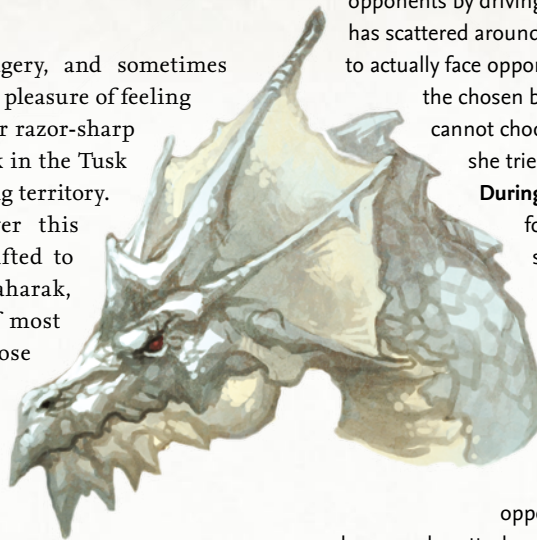 gery, and sometimes
pleasure of feeling
r razor-sharp
in the Tusk
g territory.
er this
fted to
aharak,
most
ose
opponents by driving
has scattered around
to actually face oppo
the chosen b
cannot choo
she trie
During
fo
s
oppo